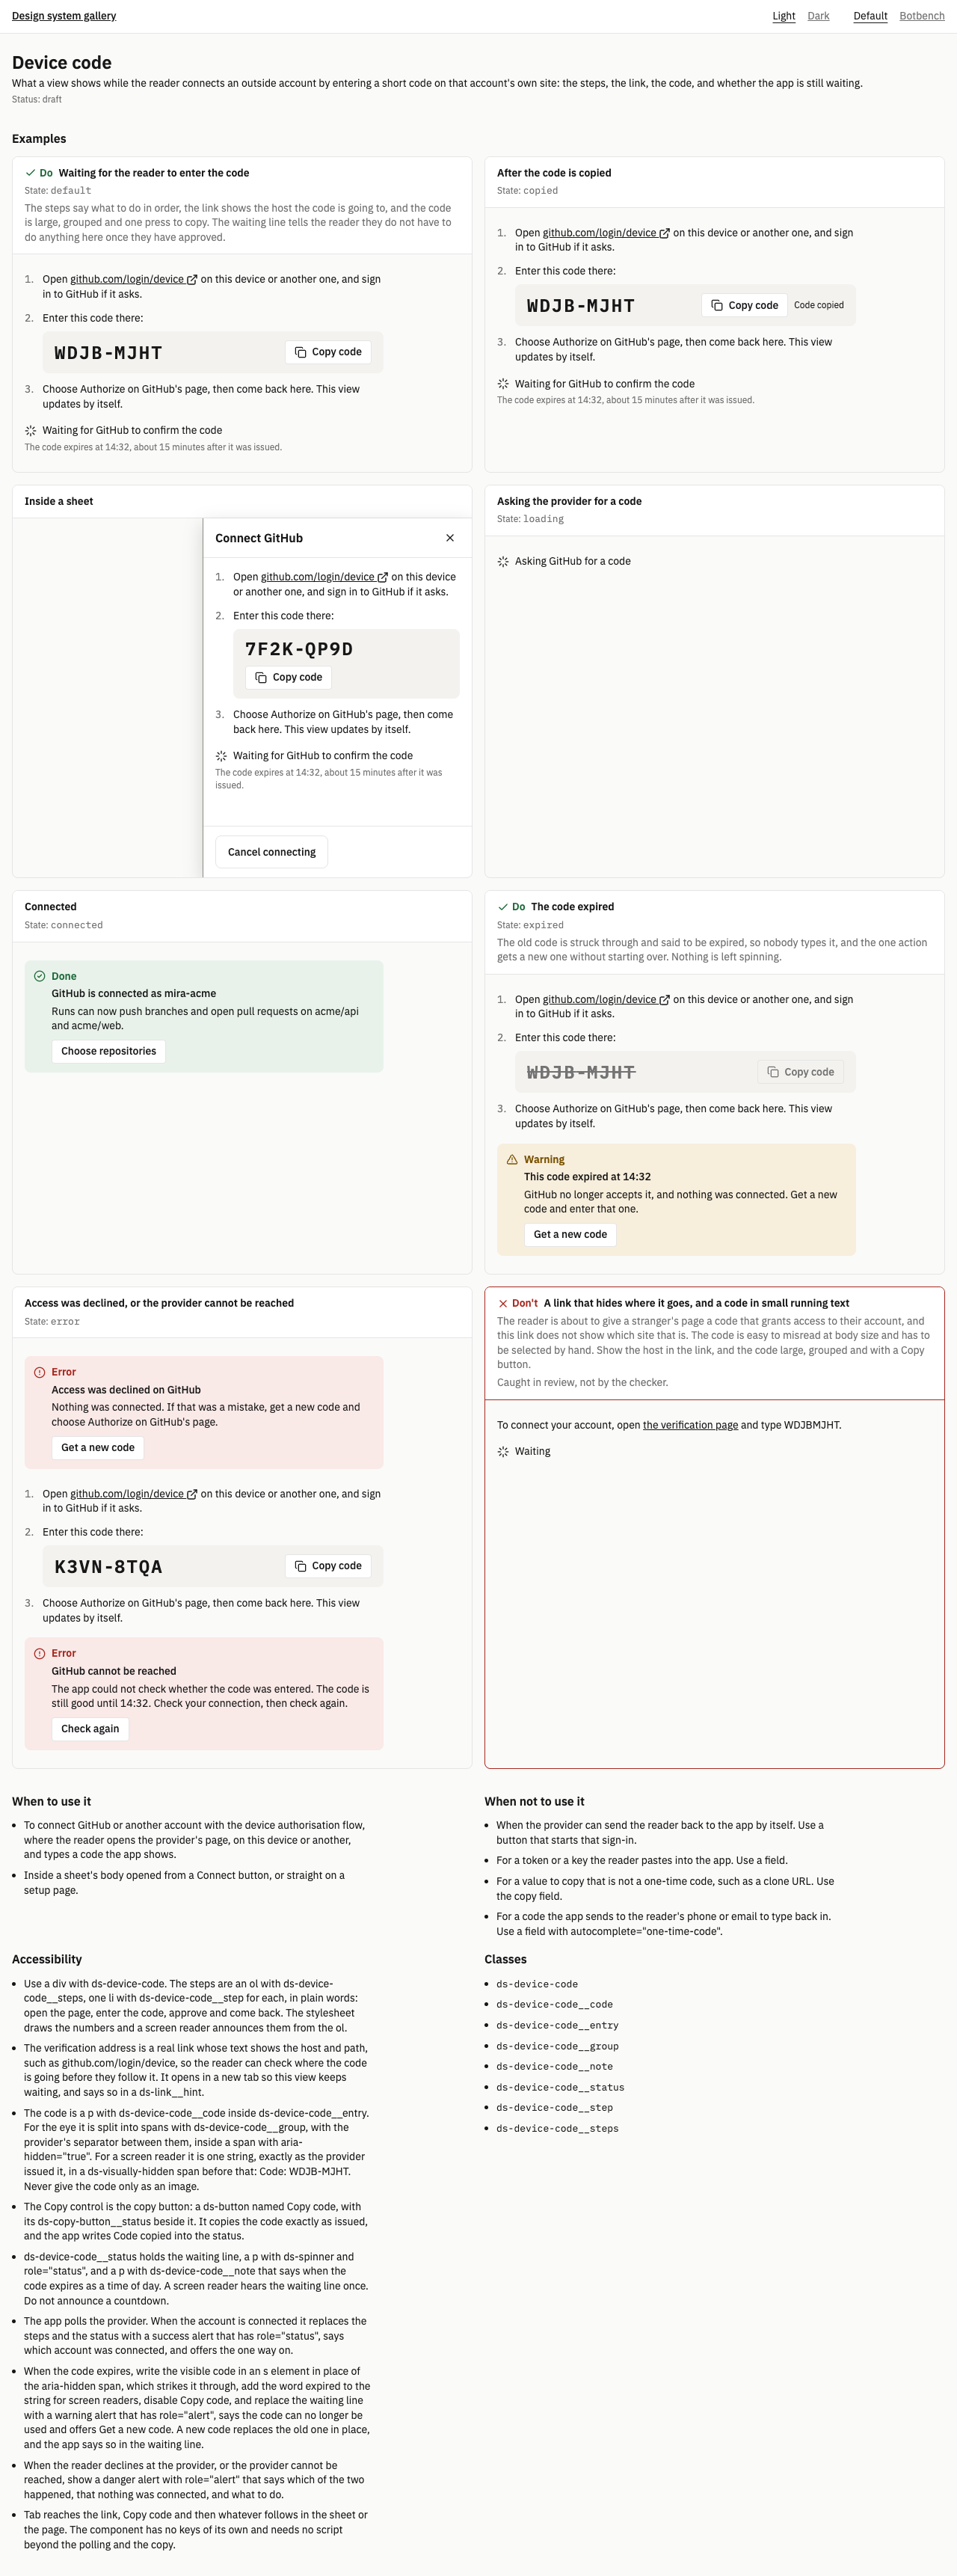 Design system gallery
Light Dark Default Botbench
Device code
What a view shows while the reader connects an outside account by entering a short code on that account's own site: the steps, the link, the code, and whether the app is still waiting.
Status: draft
Examples
Do Waiting for the reader to enter the code
State: default
The steps say what to do in order, the link shows the host the code is going to, and the code
is large, grouped and one press to copy. The waiting line tells the reader they do not have to
do anything here once they have approved.
1. Open github.com/login/device on this device or another one, and sign
in to GitHub if it asks.
2. Enter this code there:
WDJB-MJHT Copy code
3. Choose Authorize on GitHub's page, then come back here. This view
updates by itself.
Waiting for GitHub to confirm the code
The code expires at 14:32, about 15 minutes after it was issued.
After the code is copied
State: copied
1. Open github.com/login/device on this device or another one, and sign
in to GitHub if it asks.
2. Enter this code there:
WDJB-MJHT Copy code Code copied
3. Choose Authorize on GitHub's page, then come back here. This view
updates by itself.
Waiting for GitHub to confirm the code
The code expires at 14:32, about 15 minutes after it was issued.
Inside a sheet
Connect GitHub
1. Open github.com/login/device on this device
or another one, and sign in to GitHub if it asks.
2. Enter this code there:
7F2K-QP9D
Copy code
3. Choose Authorize on GitHub's page, then come
back here. This view updates by itself.
Waiting for GitHub to confirm the code
The code expires at 14:32, about 15 minutes after it was
issued.
Cancel connecting
Asking the provider for a code
State: loading
Asking GitHub for a code
Connected
State: connected
Done
GitHub is connected as mira-acme
Runs can now push branches and open pull requests on acme/api
and acme/web.
Choose repositories
Do The code expired
State: expired
The old code is struck through and said to be expired, so nobody types it, and the one action
gets a new one without starting over. Nothing is left spinning.
1. Open github.com/login/device on this device or another one, and sign
in to GitHub if it asks.
2. Enter this code there:
WDJB-MJHT Copy code
3. Choose Authorize on GitHub's page, then come back here. This view
updates by itself.
Warning
This code expired at 14:32
GitHub no longer accepts it, and nothing was connected. Get a new
code and enter that one.
Get a new code
Access was declined, or the provider cannot be reached
State: error
Error
Access was declined on GitHub
Nothing was connected. If that was a mistake, get a new code and
choose Authorize on GitHub's page.
Get a new code
1. Open github.com/login/device on this device or another one, and sign
in to GitHub if it asks.
2. Enter this code there:
K3VN-8TQA Copy code
3. Choose Authorize on GitHub's page, then come back here. This view
updates by itself.
Error
GitHub cannot be reached
The app could not check whether the code was entered. The code is
still good until 14:32. Check your connection, then check again.
Check again
Don't A link that hides where it goes, and a code in small running text
The reader is about to give a stranger's page a code that grants access to their account, and
this link does not show which site that is. The code is easy to misread at body size and has to
be selected by hand. Show the host in the link, and the code large, grouped and with a Copy
button.
Caught in review, not by the checker.
To connect your account, open the verification page and type WDJBMJHT.
Waiting
When to use it
• To connect GitHub or another account with the device authorisation flow,
where the reader opens the provider's page, on this device or another,
and types a code the app shows.
• Inside a sheet's body opened from a Connect button, or straight on a
setup page.
When not to use it
• When the provider can send the reader back to the app by itself. Use a
button that starts that sign-in.
• For a token or a key the reader pastes into the app. Use a field.
• For a value to copy that is not a one-time code, such as a clone URL. Use
the copy field.
• For a code the app sends to the reader's phone or email to type back in.
Use a field with autocomplete="one-time-code".
Accessibility
• Use a div with ds-device-code. The steps are an ol with ds-device-
code__steps, one li with ds-device-code__step for each, in plain words:
open the page, enter the code, approve and come back. The stylesheet
draws the numbers and a screen reader announces them from the ol.
• The verification address is a real link whose text shows the host and path,
such as github.com/login/device, so the reader can check where the code
is going before they follow it. It opens in a new tab so this view keeps
waiting, and says so in a ds-link__hint.
• The code is a p with ds-device-code__code inside ds-device-code__entry.
For the eye it is split into spans with ds-device-code__group, with the
provider's separator between them, inside a span with aria-
hidden="true". For a screen reader it is one string, exactly as the provider
issued it, in a ds-visually-hidden span before that: Code: WDJB-MJHT.
Never give the code only as an image.
• The Copy control is the copy button: a ds-button named Copy code, with
its ds-copy-button__status beside it. It copies the code exactly as issued,
and the app writes Code copied into the status.
• ds-device-code__status holds the waiting line, a p with ds-spinner and
role="status", and a p with ds-device-code__note that says when the
code expires as a time of day. A screen reader hears the waiting line once.
Do not announce a countdown.
• The app polls the provider. When the account is connected it replaces the
steps and the status with a success alert that has role="status", says
which account was connected, and offers the one way on.
• When the code expires, write the visible code in an s element in place of
the aria-hidden span, which strikes it through, add the word expired to the
string for screen readers, disable Copy code, and replace the waiting line
with a warning alert that has role="alert", says the code can no longer be
used and offers Get a new code. A new code replaces the old one in place,
and the app says so in the waiting line.
• When the reader declines at the provider, or the provider cannot be
reached, show a danger alert with role="alert" that says which of the two
happened, that nothing was connected, and what to do.
• Tab reaches the link, Copy code and then whatever follows in the sheet or
the page. The component has no keys of its own and needs no script
beyond the polling and the copy.
Classes
• ds-device-code
• ds-device-code__code
• ds-device-code__entry
• ds-device-code__group
• ds-device-code__note
• ds-device-code__status
• ds-device-code__step
• ds-device-code__steps